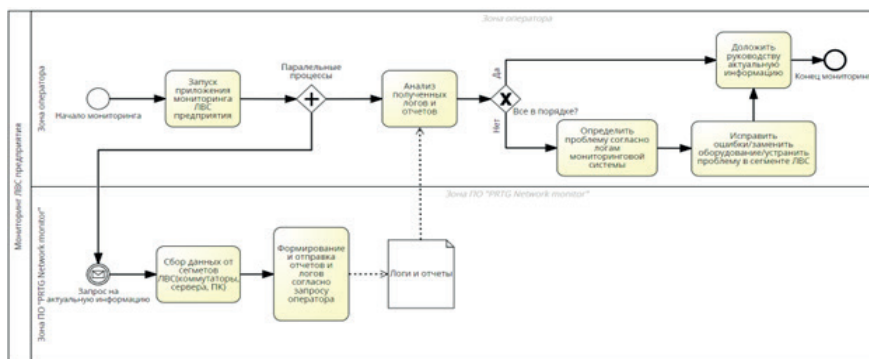 Зона оператора
Мониторинг ЛВС предприятия
Зона оператора
Начало мониторинга
Запуск
приложения
мониторинга
ЛВС
предприятия
Паралельные
процессы
Анализ
полученных
логов и
отчетов
Да
Нет
Все в порядке?
Доложить
руководству
актуальную
информацию
Конец мониторинг
Определить
проблему согласно
логам
мониторинговой
системы
Исправить
ошибки/заменить
оборудование/устранить
проблему в сегменте ЛВС
Зона ПО "PRTG Network monitor"
Зона ПО "PRTG Network monitor"
Запрос на
актуальную информацию
Сбор данных от
сегметов
ЛВС(коммутаторы,
сервера, ПК)
Формирование
и отправка
отчетов и
логов
согласно
запросу
оператора
Логи и отчеты